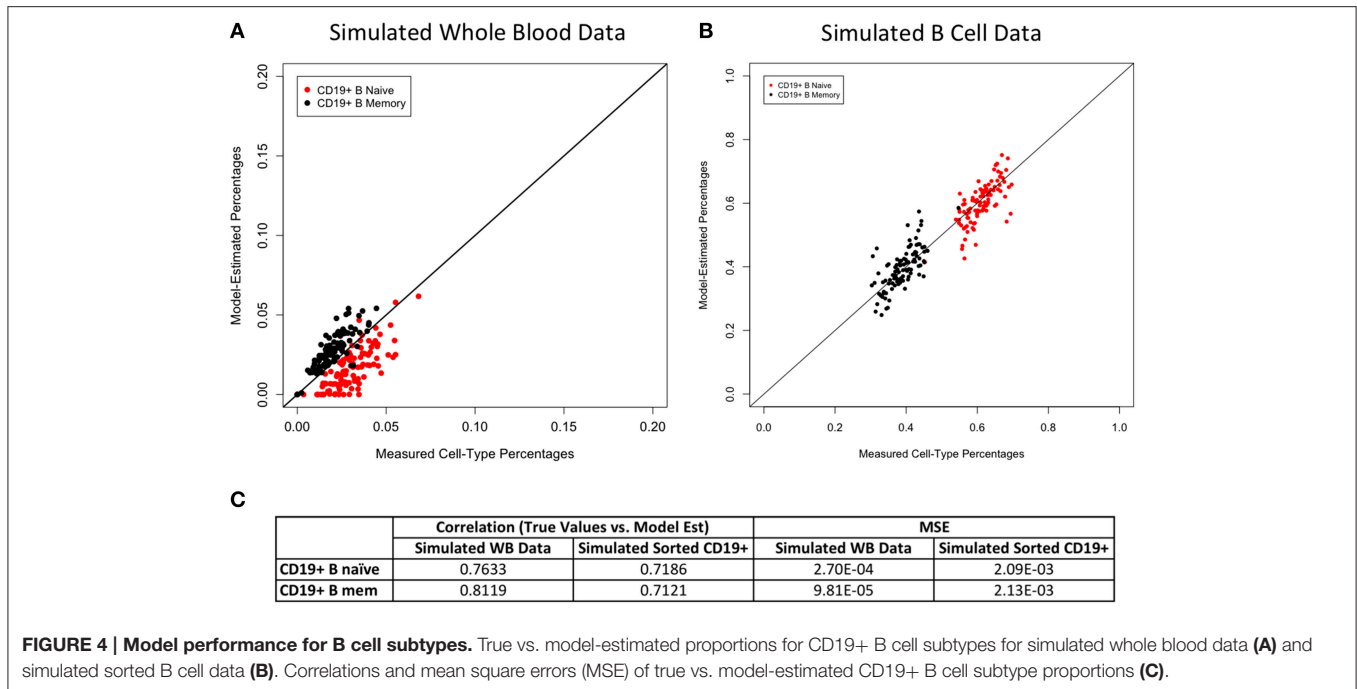 A Simulated Whole Blood Data
CD19+ B Naive
CD19+ B Memory
Model-Estimated Percentages
0.20
0.15
0.10
0.05
0.00
0.00 0.05 0.10 0.15 0.20
Measured Cell-Type Percentages
B Simulated B Cell Data
CD19+ B Naive
CD19+ B Memory
Model-Estimated Percentages
1.0
0.8
0.6
0.4
0.2
0.0
0.0 0.2 0.4 0.6 0.8 1.0
Measured Cell-Type Percentages
C
Correlation (True Values vs. Model Est) MSE
Simulated WB Data Simulated Sorted CD19+ Simulated WB Data Simulated Sorted CD19+
CD19+ B naïve 0.7633 0.7186 2.70E-04 2.09E-03
CD19+ B mem 0.8119 0.7121 9.81E-05 2.13E-03
FIGURE 4 | Model performance for B cell subtypes. True vs. model-estimated proportions for CD19+ B cell subtypes for simulated whole blood data (A) and
simulated sorted B cell data (B). Correlations and mean square errors (MSE) of true vs. model-estimated CD19+ B cell subtype proportions (C).